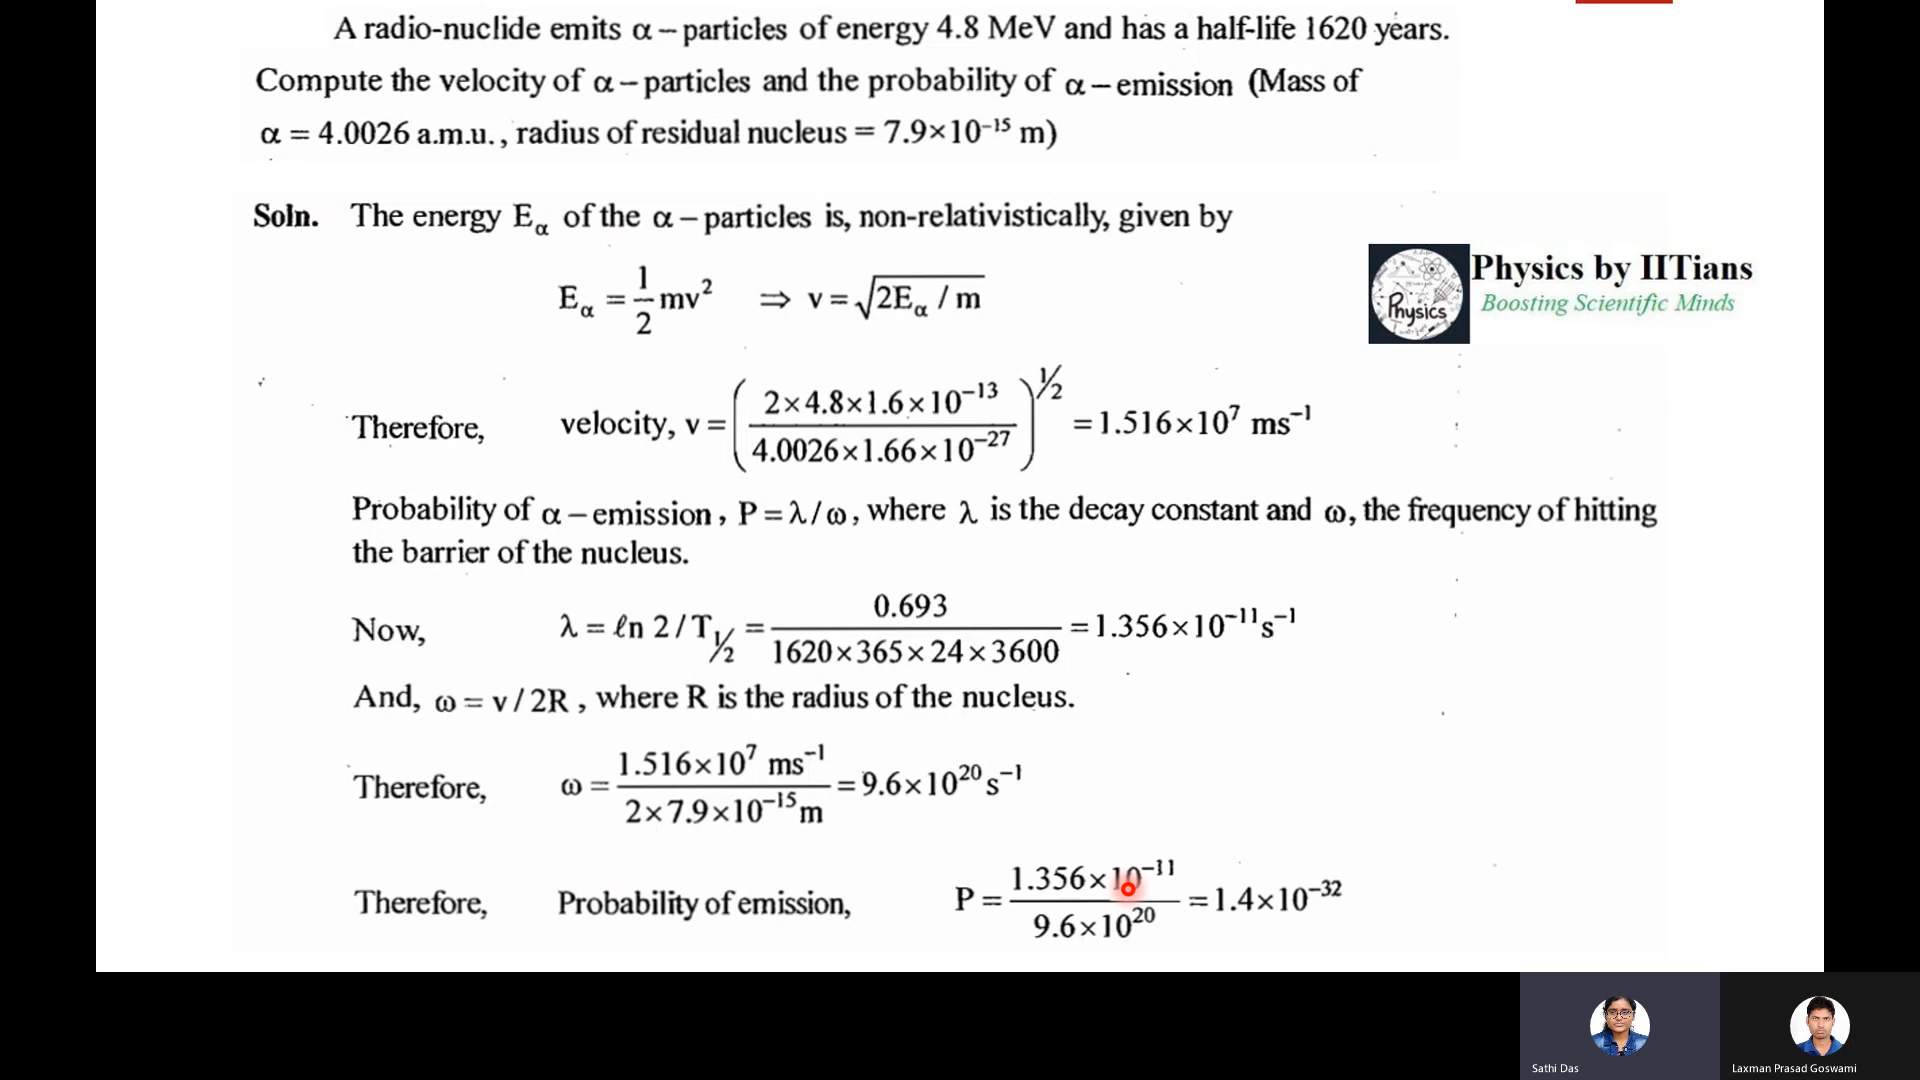 A radio-nuclide emits α – particles of energy 4.8 MeV and has a half-life 1620 years.
Compute the velocity of α – particles and the probability of α – emission (Mass of
α = 4.0026 a.m.u., radius of residual nucleus = 7.9×10⁻¹⁵ m)
Soln. The energy E_α of the α – particles is, non-relativistically, given by
E_α = 1/2 mv² ⇒ v = √(2E_α / m)
Physics by IITians
Boosting Scientific Minds
Physics
Therefore, velocity, v = ((2×4.8×1.6×10⁻¹³)/(4.0026×1.66×10⁻²⁷))^½ = 1.516×10⁷ ms⁻¹
Probability of α – emission, P = λ/ω, where λ is the decay constant and ω, the frequency of hitting
the barrier of the nucleus.
Now, λ = ℓn 2/T_½ = 0.693/(1620×365×24×3600) = 1.356×10⁻¹¹s⁻¹
And, ω = v/2R, where R is the radius of the nucleus.
Therefore, ω = (1.516×10⁷ ms⁻¹)/(2×7.9×10⁻¹⁵m) = 9.6×10²⁰s⁻¹
Therefore, Probability of emission, P = (1.356×10⁻¹¹)/(9.6×10²⁰) = 1.4×10⁻³²
Sathi Das
Laxman Prasad Goswami